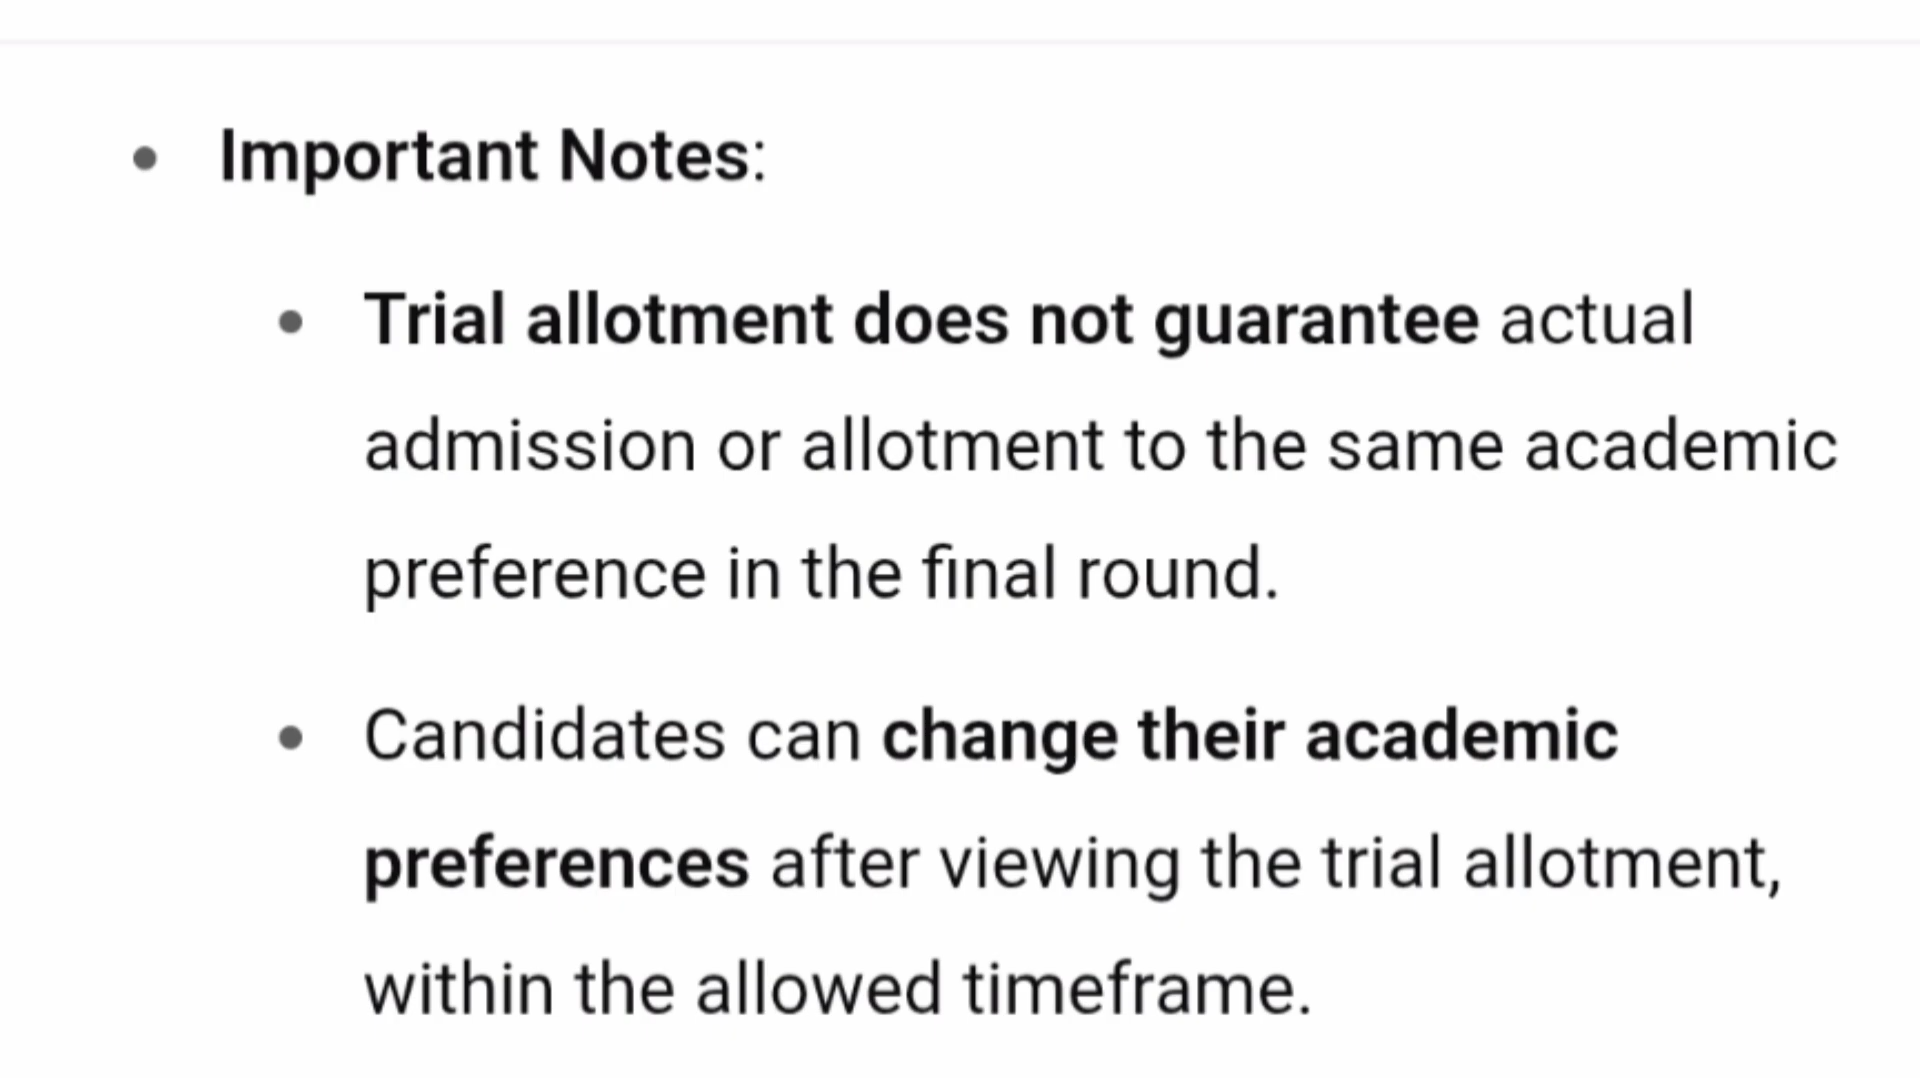 Important Notes:
Trial allotment does not guarantee actual
admission or allotment to the same academic
preference in the final round.
Candidates can change their academic
preferences after viewing the trial allotment,
within the allowed timeframe.